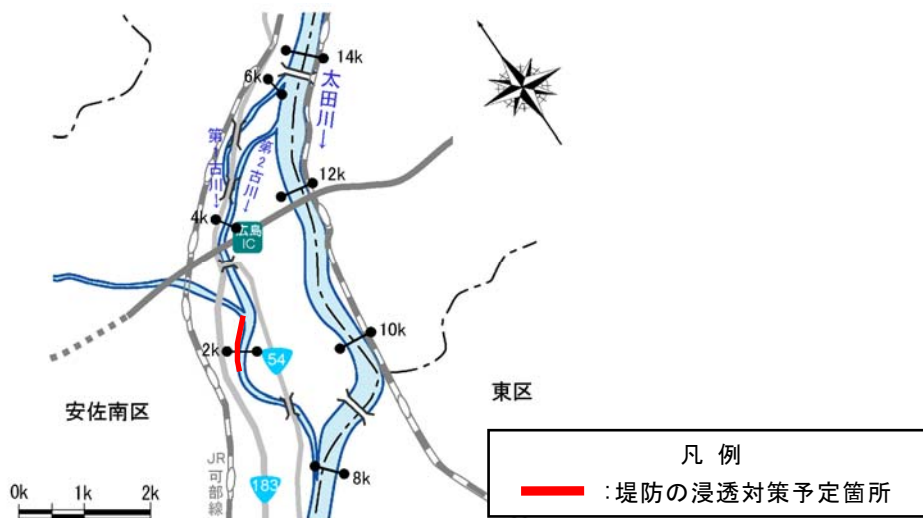 14k
6k
太田川→
第1古川→
第2古川→
12k
4k
広島
IC
10k
2k
54
安佐南区
東区
JR可部線
183
8k
0k 1k 2k
凡 例
:堤防の浸透対策予定箇所